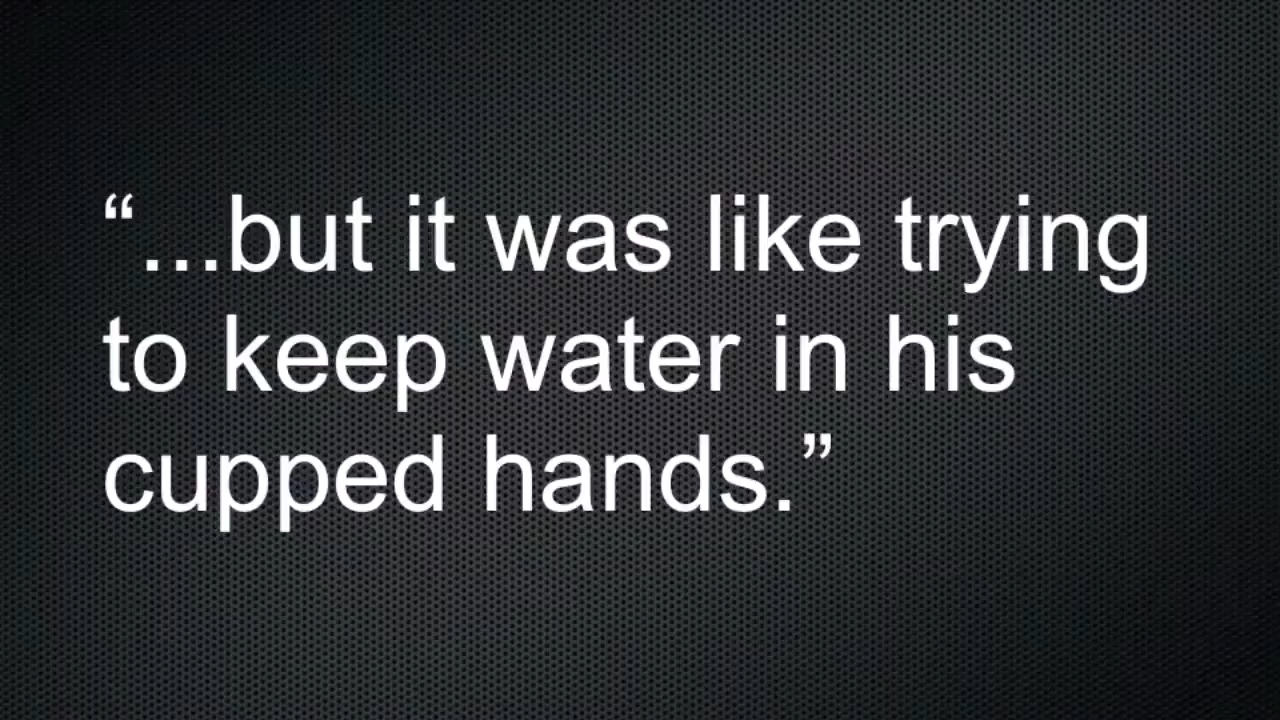 “...but it was like trying
to keep water in his
cupped hands.”